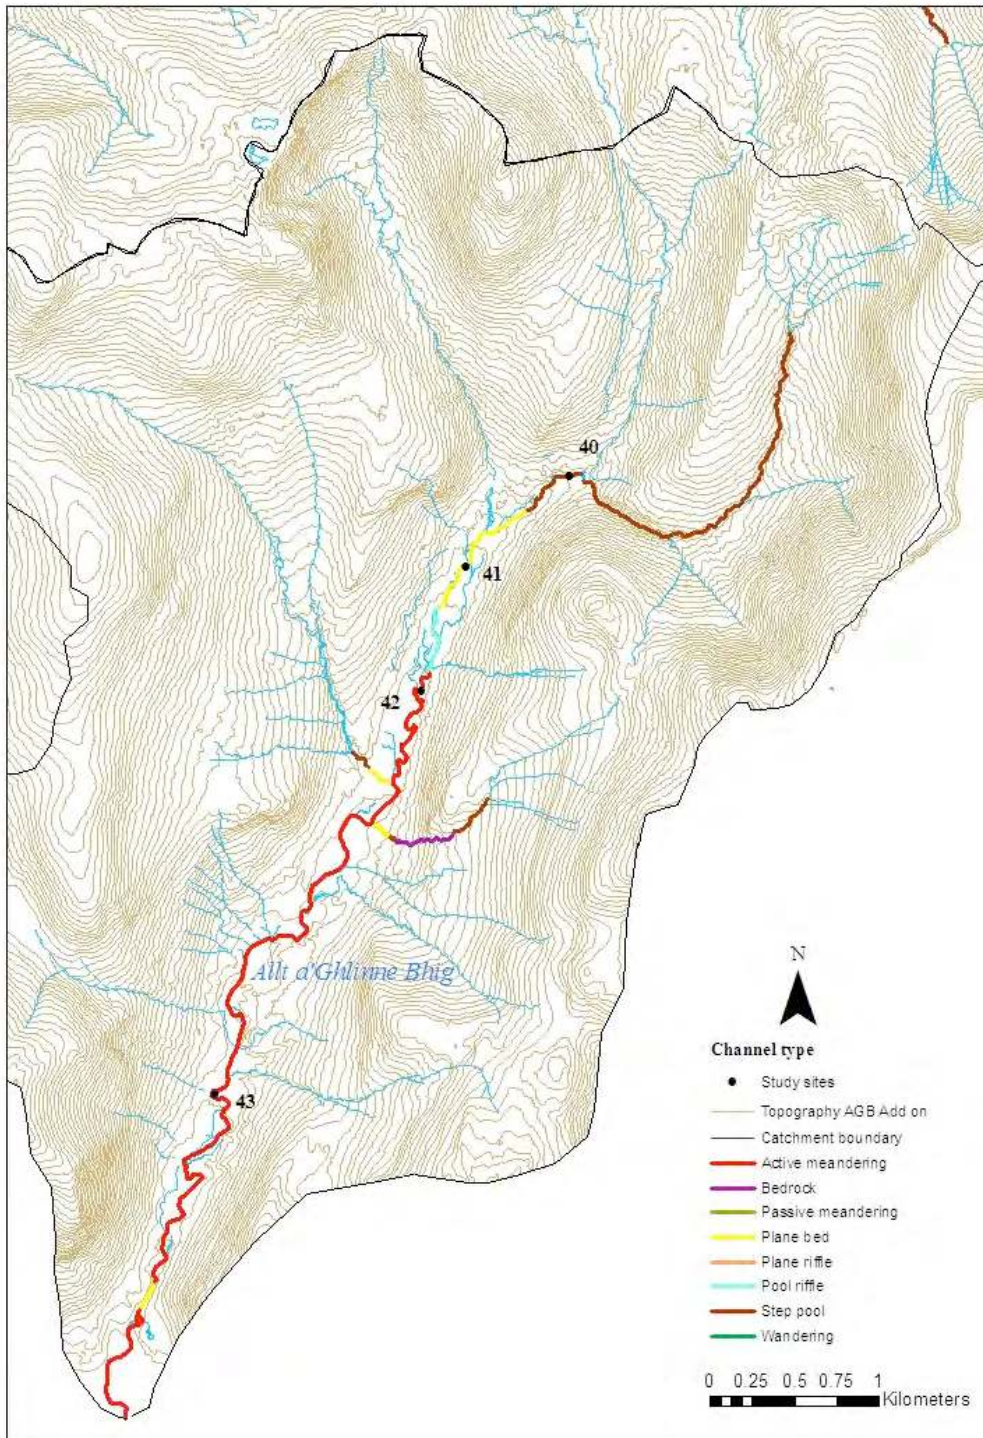 40
41
42
Allt a'Ghlinne Bhig
43
N
Channel type
Study sites
Topography AGB Add on
Catchment boundary
Active meandering
Bedrock
Passive meandering
Plane bed
Plane riffle
Pool riffle
Step pool
Wandering
0 0.25 0.5 0.75 1
Kilometers